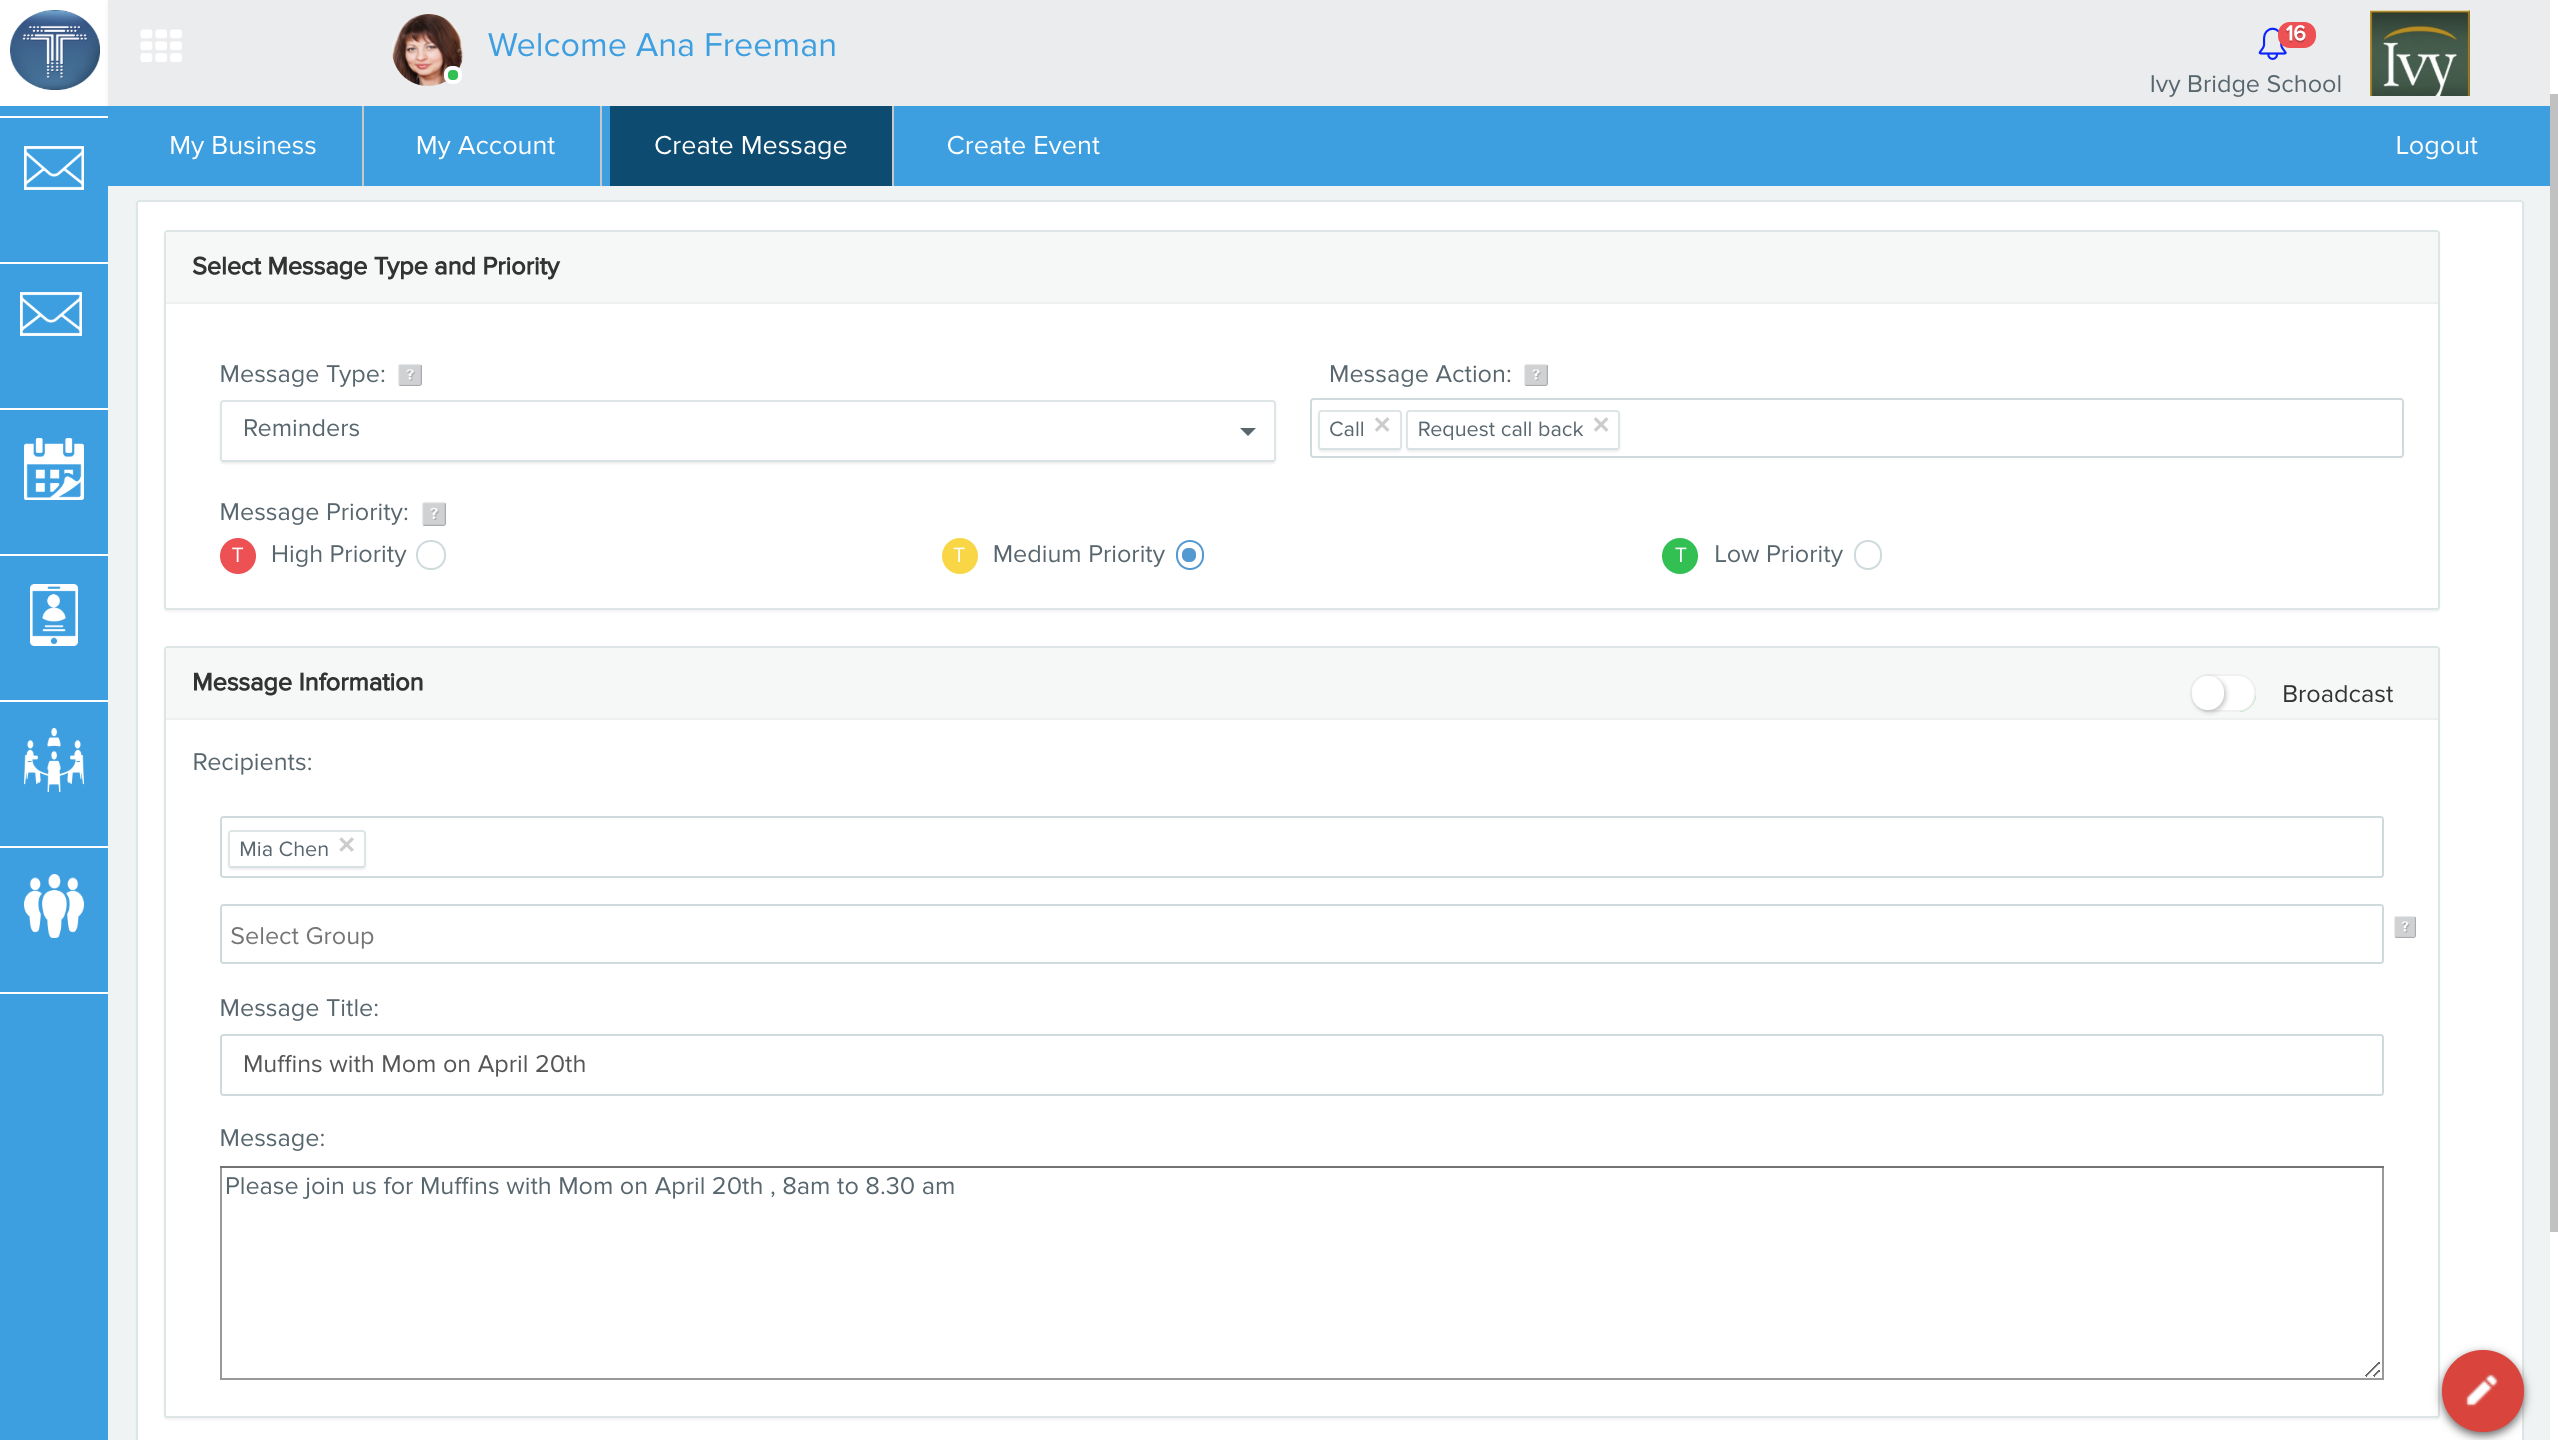 Welcome Ana Freeman
16
Ivy Bridge School
Ivy
My Business
My Account
Create Message
Create Event
Logout
Select Message Type and Priority
Message Type: ?
Message Action: ?
Reminders
Call ✕ Request call back ✕
Message Priority: ?
T High Priority
T Medium Priority
T Low Priority
Message Information
Broadcast
Recipients:
Mia Chen ✕
Select Group
?
Message Title:
Muffins with Mom on April 20th
Message:
Please join us for Muffins with Mom on April 20th , 8am to 8.30 am